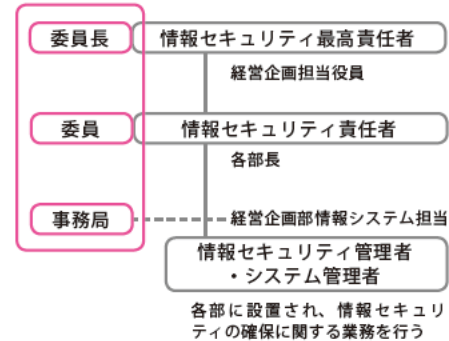 委員長 情報セキュリティ最高責任者
経営企画担当役員
委員 情報セキュリティ責任者
各部長
事務局 経営企画部情報システム担当
情報セキュリティ管理者
・システム管理者
各部に設置され、情報セキュリ
ティの確保に関する業務を行う